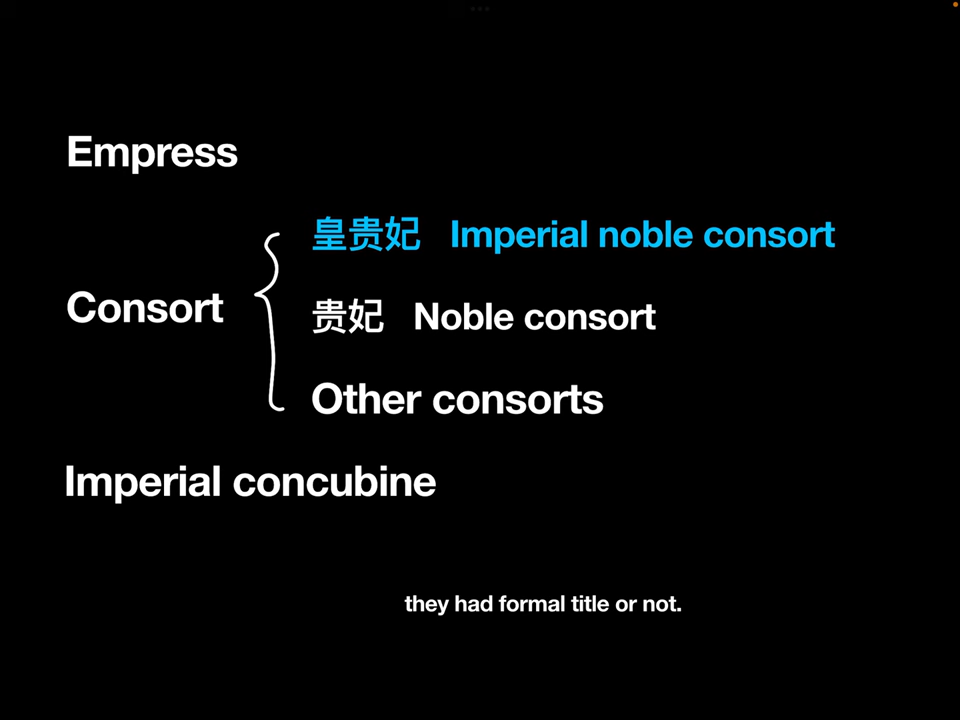 Empress
皇贵妃 Imperial noble consort
Consort
贵妃 Noble consort
Other consorts
Imperial concubine
they had formal title or not.